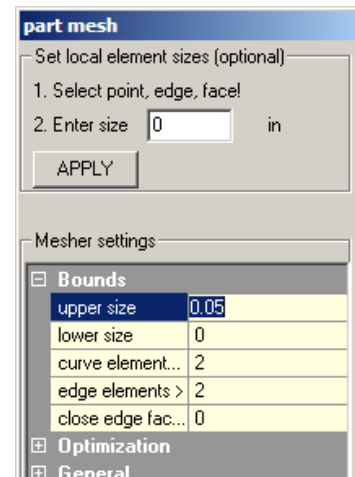 part mesh
Set local element sizes (optional)
1. Select point, edge, face!
2. Enter size 0 in
APPLY
Mesher settings
Bounds
upper size 0.05
lower size 0
curve element... 2
edge elements > 2
close edge fac... 0
Optimization
General